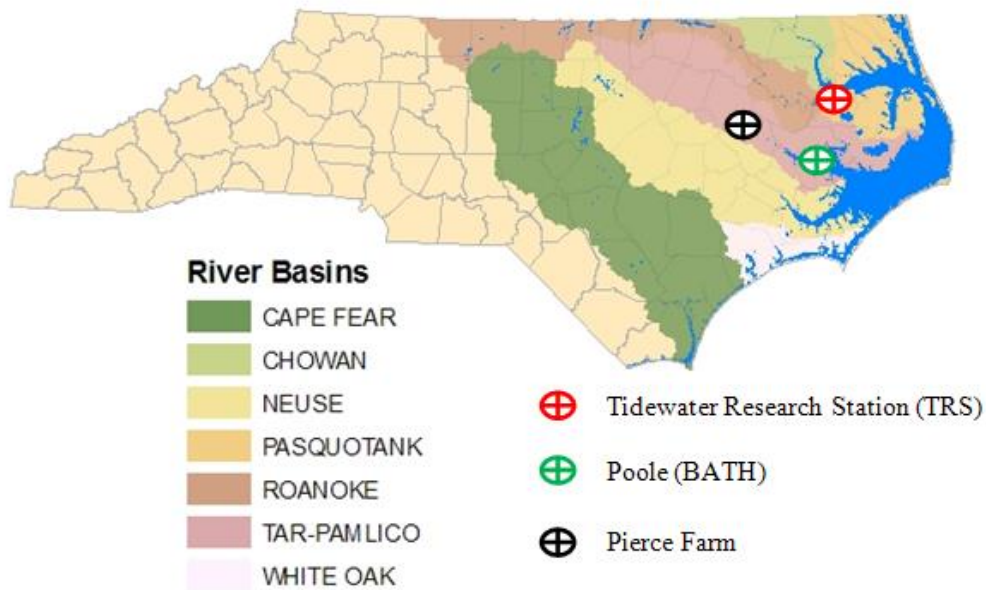 River Basins
CAPE FEAR
CHOWAN
NEUSE
PASQUOTANK
ROANOKE
TAR-PAMLICO
WHITE OAK
Tidewater Research Station (TRS)
Poole (BATH)
Pierce Farm